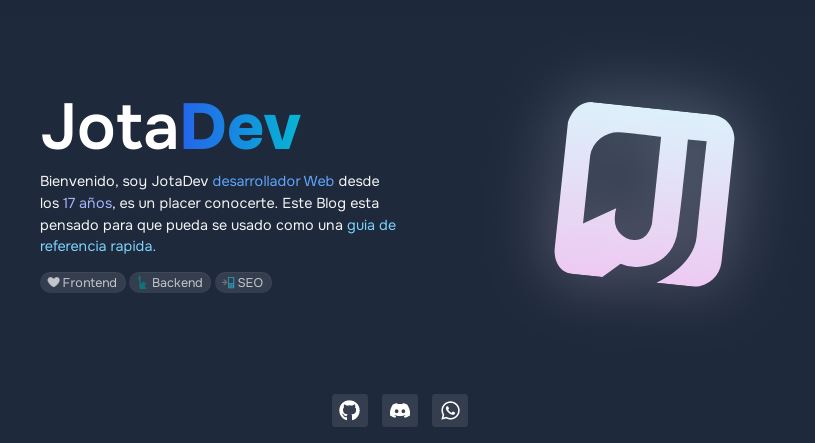 JotaDev
Bienvenido, soy JotaDev desarrollador Web desde
los 17 años, es un placer conocerte. Este Blog esta
pensado para que pueda se usado como una guia de
referencia rapida.
Frontend Backend SEO